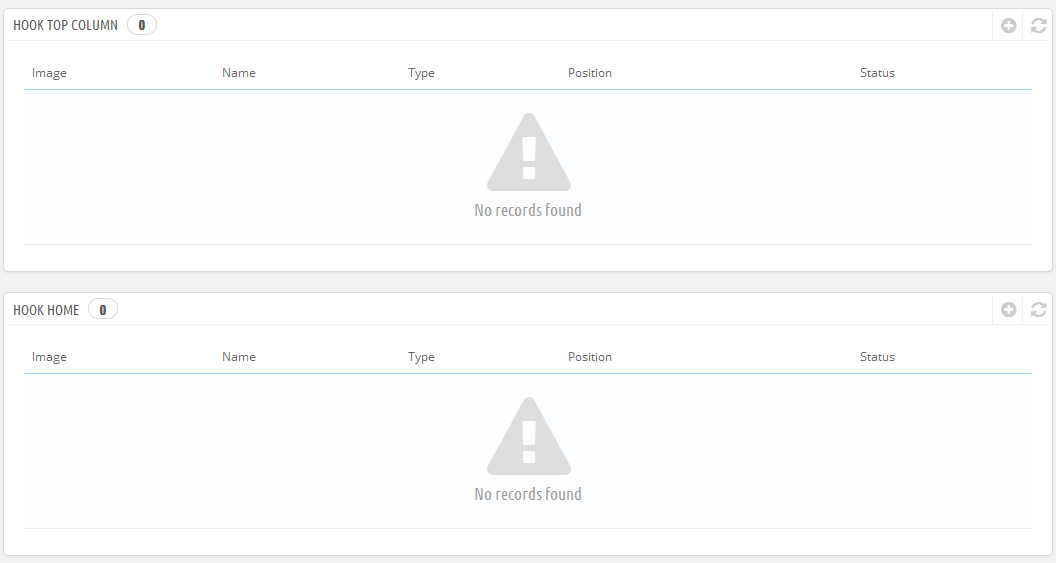 HOOK TOP COLUMN 0
Image Name Type Position Status
No records found
HOOK HOME 0
Image Name Type Position Status
No records found